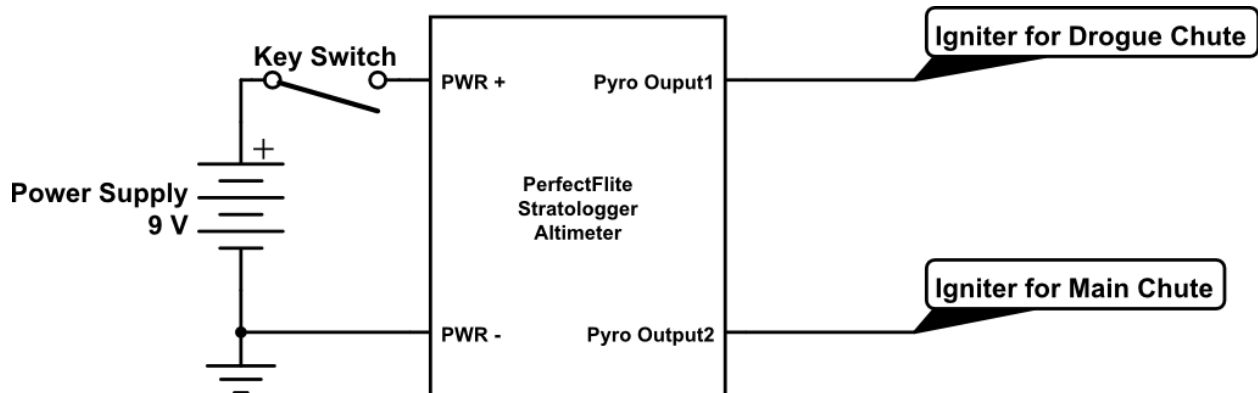 Key Switch
+
Power Supply
9 V
PWR +
PWR -
PerfectFlite
Stratologger
Altimeter
Pyro Ouput1
Pyro Output2
Igniter for Drogue Chute
Igniter for Main Chute